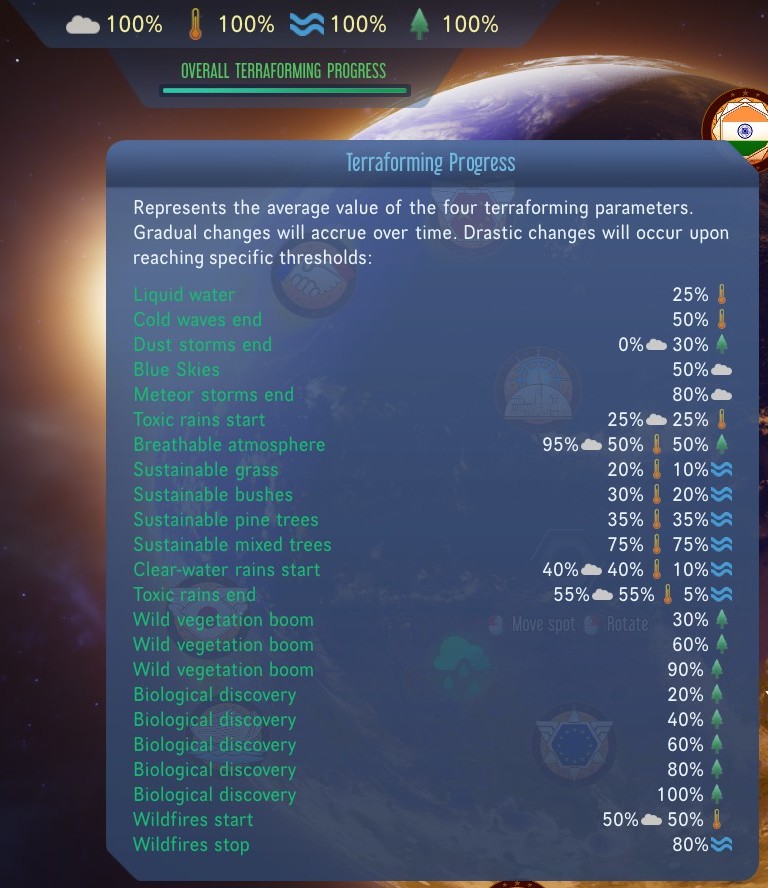 100% 100% 100% 100%
OVERALL TERRAFORMING PROGRESS
Terraforming Progress
Represents the average value of the four terraforming parameters.
Gradual changes will accrue over time. Drastic changes will occur upon
reaching specific thresholds:
Liquid water 25%
Cold waves end 50%
Dust storms end 0% 30%
Blue Skies 50%
Meteor storms end 80%
Toxic rains start 25% 25%
Breathable atmosphere 95% 50% 50%
Sustainable grass 20% 10%
Sustainable bushes 30% 20%
Sustainable pine trees 35% 35%
Sustainable mixed trees 75% 75%
Clear-water rains start 40% 40% 10%
Toxic rains end 55% 55% 5%
Wild vegetation boom 30%
Move spot Rotate
Wild vegetation boom 60%
Wild vegetation boom 90%
Biological discovery 20%
Biological discovery 40%
Biological discovery 60%
Biological discovery 80%
Biological discovery 100%
Wildfires start 50% 50%
Wildfires stop 80%